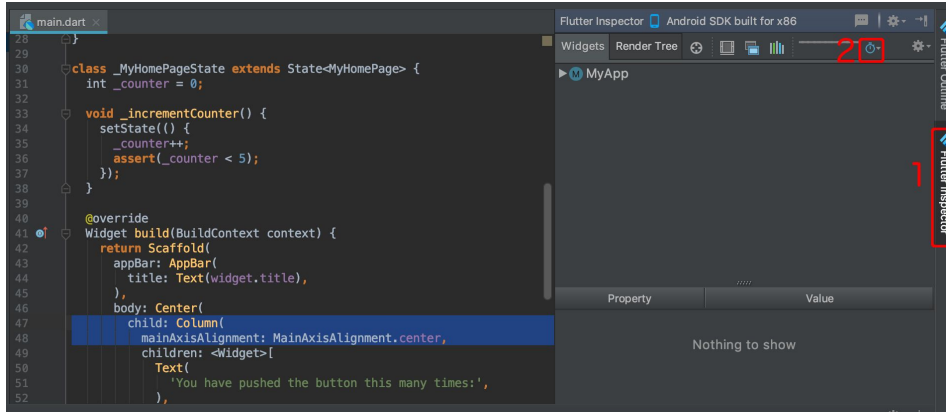 main.dart
28 }
29
30 class _MyHomePageState extends State<MyHomePage> {
31 int _counter = 0;
32
33 void _incrementCounter() {
34 setState(() {
35 _counter++;
36 assert(_counter < 5);
37 });
38 }
39
40 @override
41 Widget build(BuildContext context) {
42 return Scaffold(
43 appBar: AppBar(
44 title: Text(widget.title),
45 ),
46 body: Center(
47 child: Column(
48 mainAxisAlignment: MainAxisAlignment.center,
49 children: <Widget>[
50 Text(
51 'You have pushed the button this many times:',
52 ),
Flutter Inspector Android SDK built for x86
Widgets Render Tree
2
M MyApp
1
Property Value
Nothing to show
Flutter Outline
Flutter Inspector